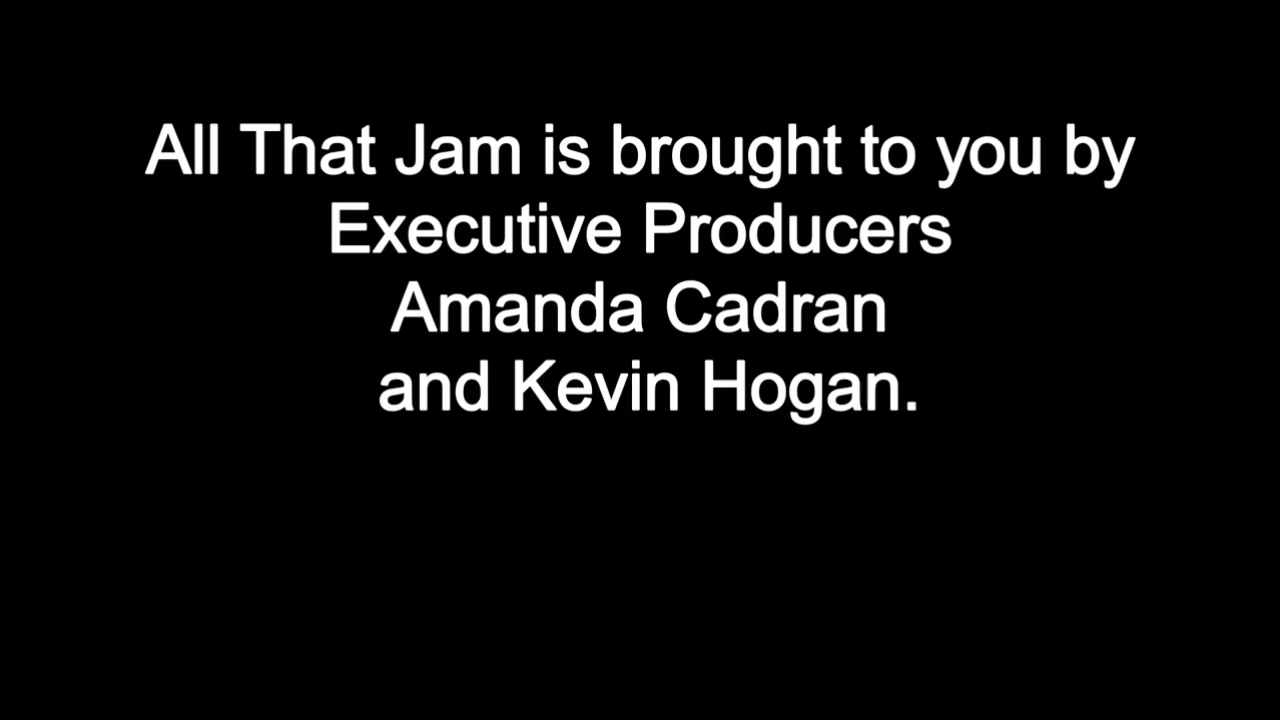 All That Jam is brought to you by
Executive Producers
Amanda Cadran
and Kevin Hogan.